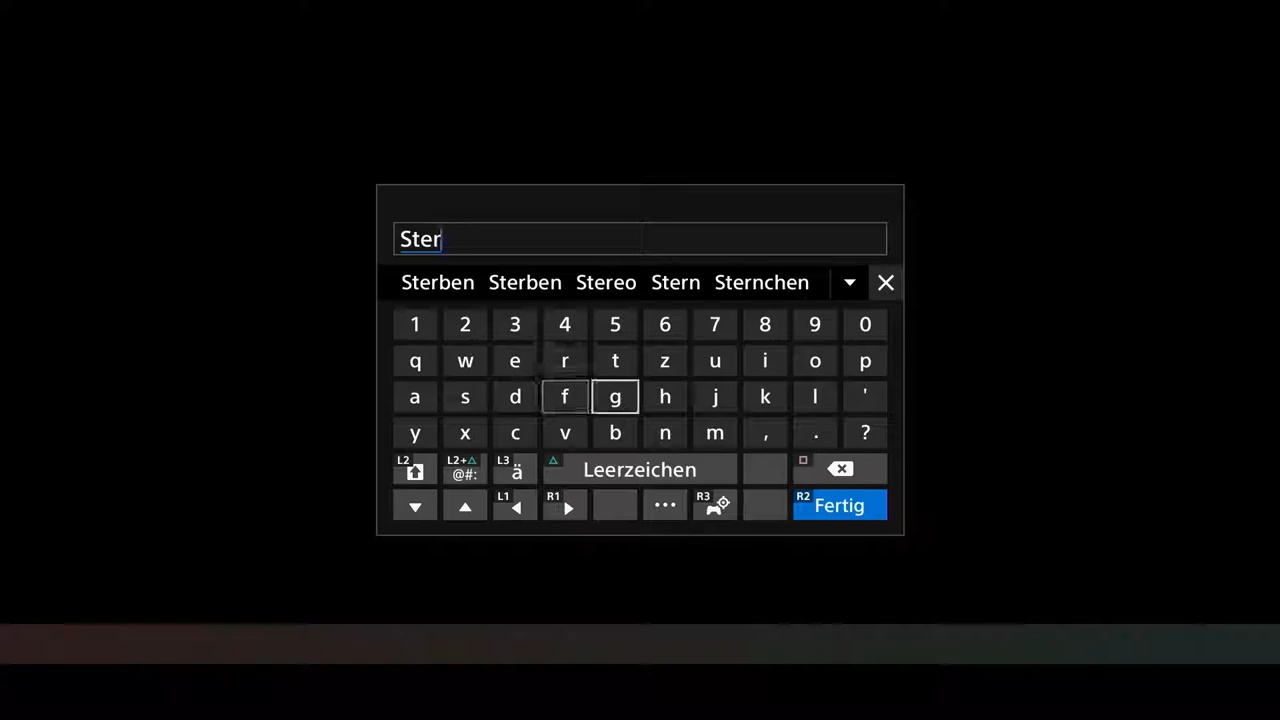 Ster
Sterben Sterben Stereo Stern Sternchen
1 2 3 4 5 6 7 8 9 0
q w e r t z u i o p
a s d f g h j k l '
y x c v b n m , . ?
L2 L2+△ @#: L3 ä △ Leerzeichen □
L1 R1 ... R3 R2 Fertig